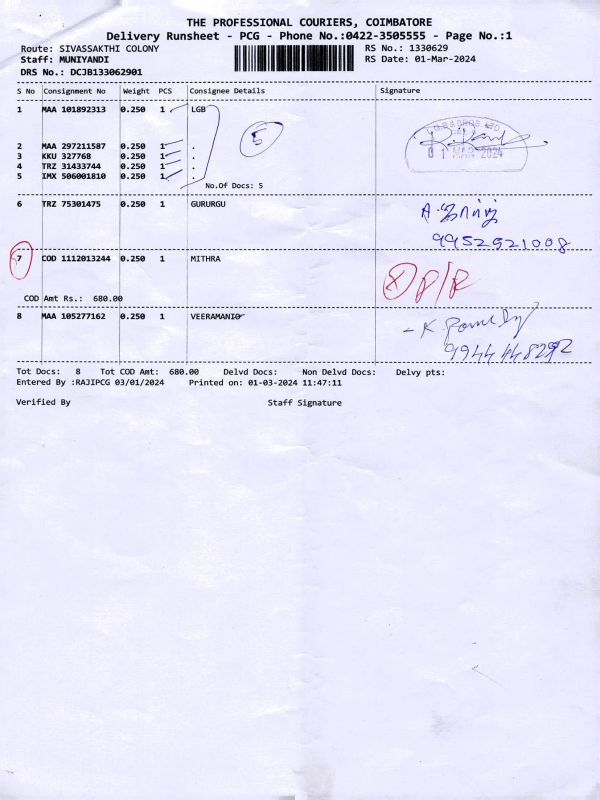 THE PROFESSIONAL COURIERS, COIMBATORE
Delivery Runsheet - PCG - Phone No.:0422-3505555 - Page No.:1
Route: SIVASSAKTHI COLONY RS No.: 1330629
Staff: MUNIYANDI RS Date: 01-Mar-2024
DRS No.: DCJB133062901
S No Consignment No Weight PCS Consignee Details Signature
1 MAA 101892313 0.250 1 LGB
5
01 MAR 2024
2 MAA 297211587 0.250 1 .
3 KKU 327768 0.250 1 .
4 TRZ 31433744 0.250 1 .
5 IMX 506001810 0.250 1 .
No.Of Docs: 5
6 TRZ 75301475 0.250 1 GURURGU
9952921008
7 COD 1112013244 0.250 1 MITHRA
P/R
COD Amt Rs.: 680.00
8 MAA 105277162 0.250 1 VEERAMANIO
Tot Docs: 8 Tot COD Amt: 680.00 Delvd Docs: Non Delvd Docs: Delvy pts:
Entered By :RAJIPCG 03/01/2024 Printed on: 01-03-2024 11:47:11
Verified By Staff Signature